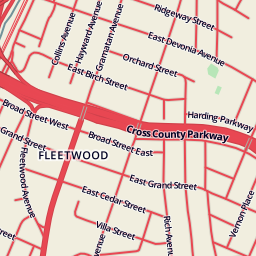 Ridgeway Street
Collins Avenue
Hayward Avenue
Gramatan Avenue
East Devonia Avenue
Orchard Street
East Birch Street
Harding Parkway
Broad Street West
Cross County Parkway
Grand Street
Broad Street East
FLEETWOOD
Fleetwood Avenue
East Grand Street
East Cedar Street
Vernon Place
Villa Street
Rich Avenue